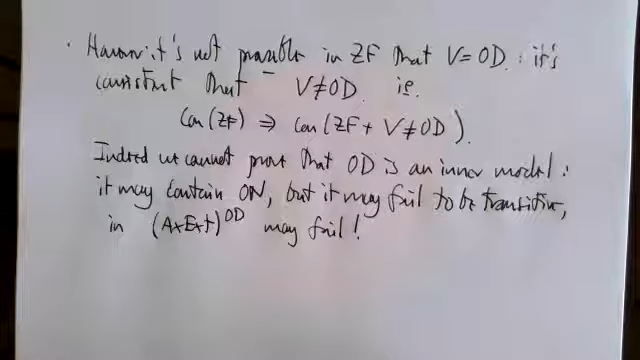 · However it's not provable in ZF that V=OD : it's
consistent that V≠OD ie.
Con(ZF) ⇒ Con(ZF + V≠OD).
Indeed we cannot prove that OD is an inner model :
it may contain ON, but it may fail to be transitive,
in (AxExt)^OD may fail!